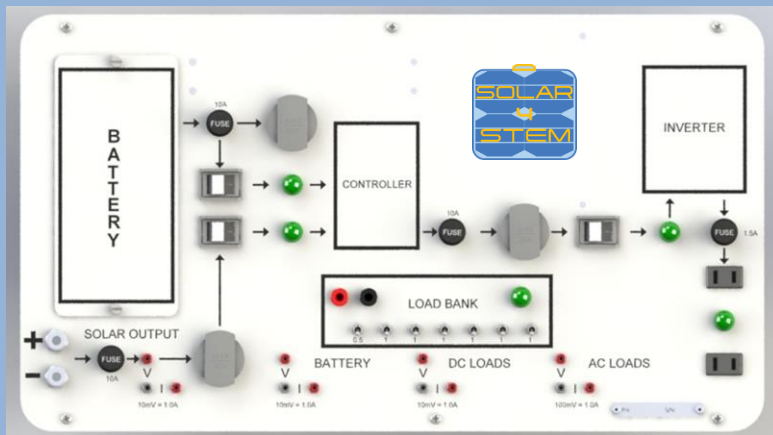 SOLAR
4
STEM
BATTERY
10A
FUSE
CONTROLLER
INVERTER
10A
FUSE
FUSE
1.5A
LOAD BANK
0.5 1 1 1 1 1 1
+
SOLAR OUTPUT
-
FUSE
10A
V
I
10mV = 1.0A
BATTERY
V
I
10mV = 1.0A
DC LOADS
V
I
10mV = 1.0A
AC LOADS
V
I
100mV = 1.0A